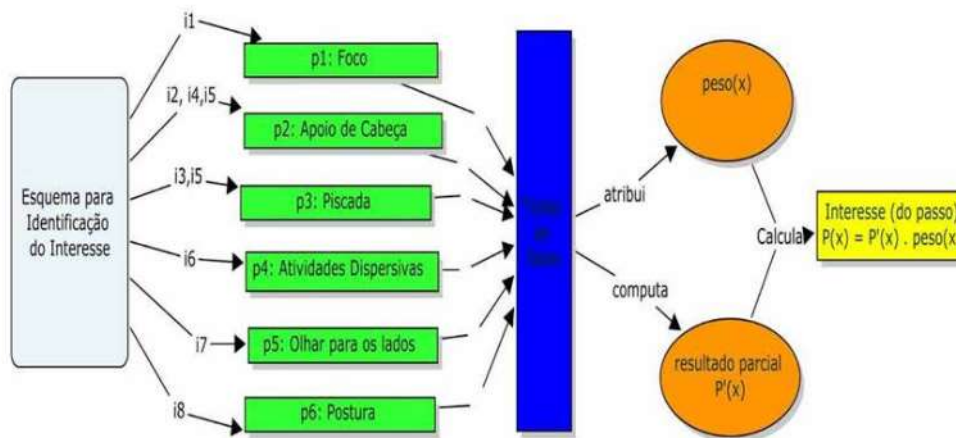 Esquema para
Identificação
do Interesse
i1
i2, i4,i5
i3,i5
i6
i7
i8
p1: Foco
p2: Apoio de Cabeça
p3: Piscada
p4: Atividades Dispersivas
p5: Olhar para os lados
p6: Postura
atribui
computa
peso(x)
resultado parcial
P'(x)
Calcula
Interesse (do passo)
P(x) = P'(x) . peso(x